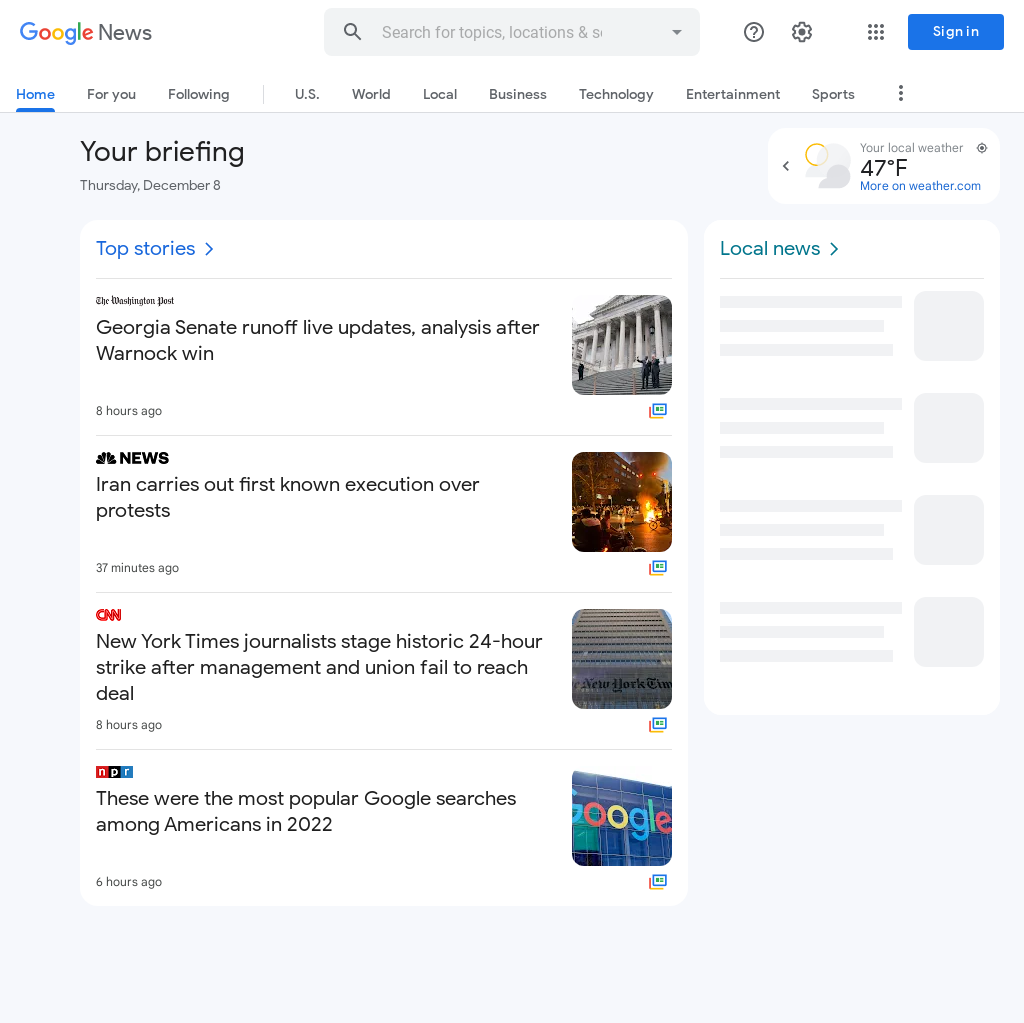 Google News
Search for topics, locations & so
Sign in
Home
For you
Following
U.S.
World
Local
Business
Technology
Entertainment
Sports
Your briefing
Thursday, December 8
Your local weather
47°F
More on weather.com
Top stories
The Washington Post
Georgia Senate runoff live updates, analysis after
Warnock win
8 hours ago
NEWS
Iran carries out first known execution over
protests
37 minutes ago
CNN
New York Times journalists stage historic 24-hour
strike after management and union fail to reach
deal
New York Tim
8 hours ago
npr
These were the most popular Google searches
among Americans in 2022
Google
6 hours ago
Local news